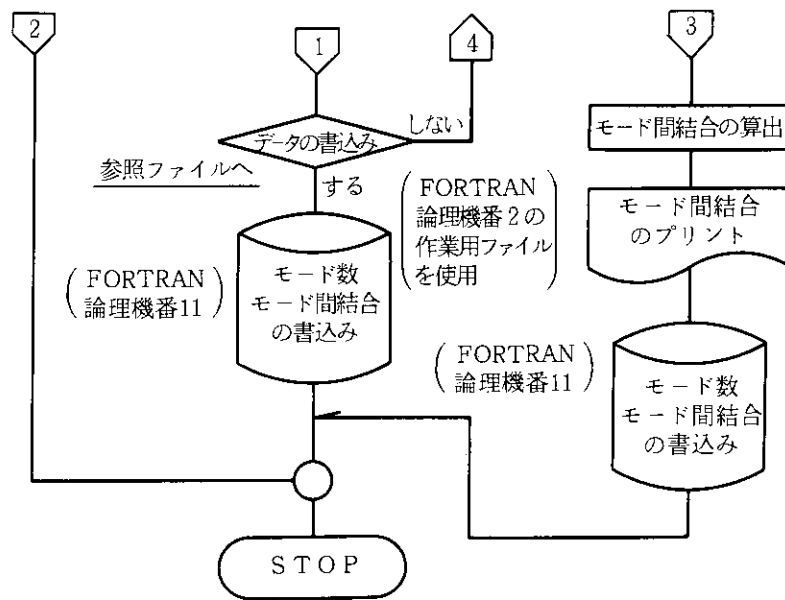 2
1
4
3
データの書込み
しない
参照ファイルへ
する
FORTRAN
論理機番2の
作業用ファイル
を使用
モード数
モード間結合
の書込み
FORTRAN
論理機番11
モード間結合の算出
モード間結合
のプリント
FORTRAN
論理機番11
モード数
モード間結合
の書込み
STOP